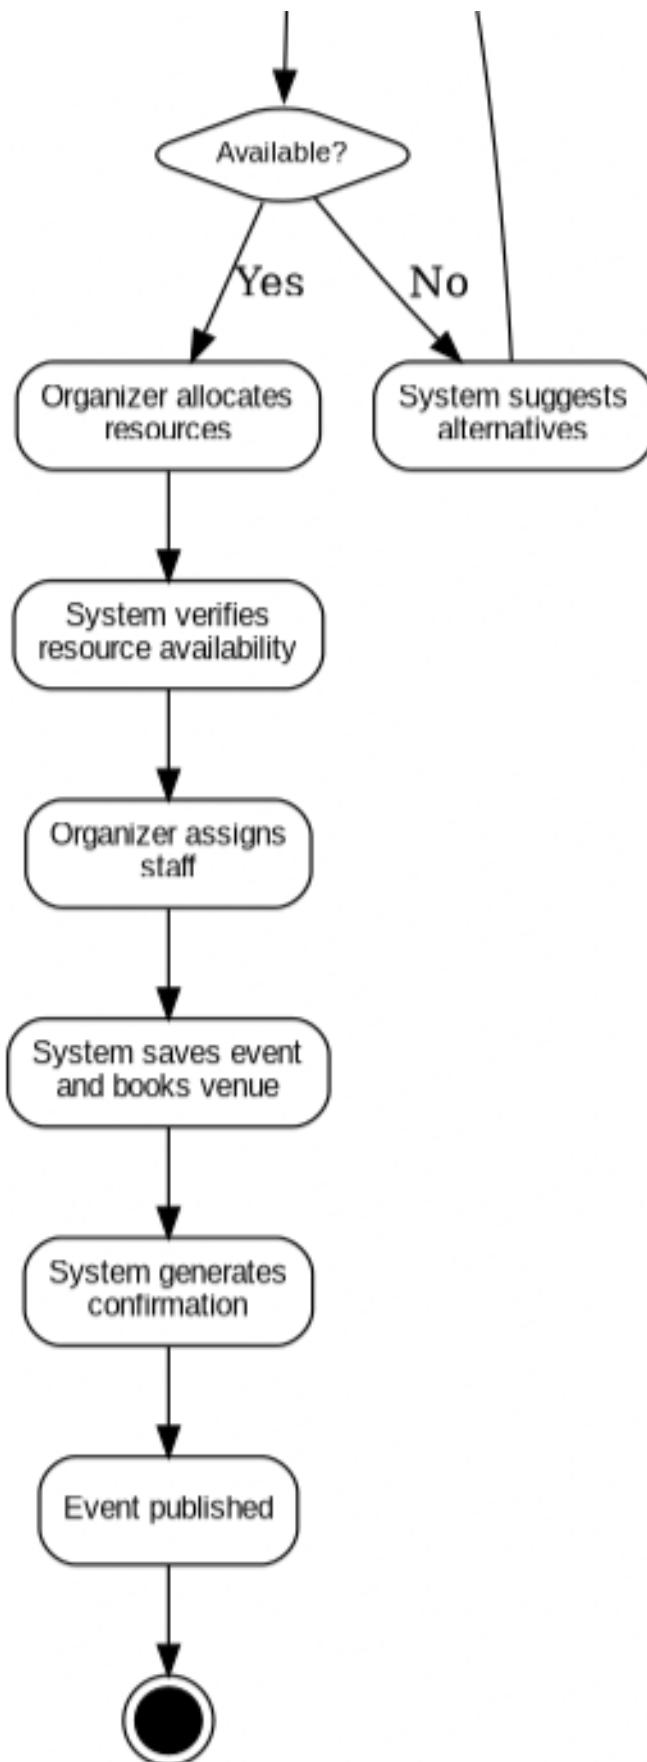 Available?
Yes
No
Organizer allocates
resources
System suggests
alternatives
System verifies
resource availability
Organizer assigns
staff
System saves event
and books venue
System generates
confirmation
Event published